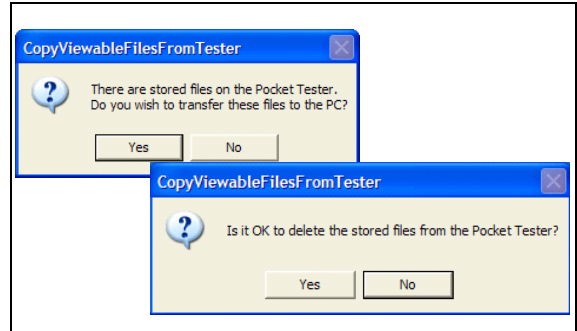 CopyViewableFilesFromTester
There are stored files on the Pocket Tester.
Do you wish to transfer these files to the PC?
Yes No
CopyViewableFilesFromTester
Is it OK to delete the stored files from the Pocket Tester?
Yes No